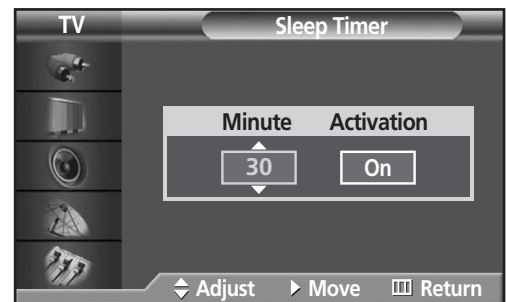 TV Sleep Timer
Minute Activation
30 On
Adjust Move Return